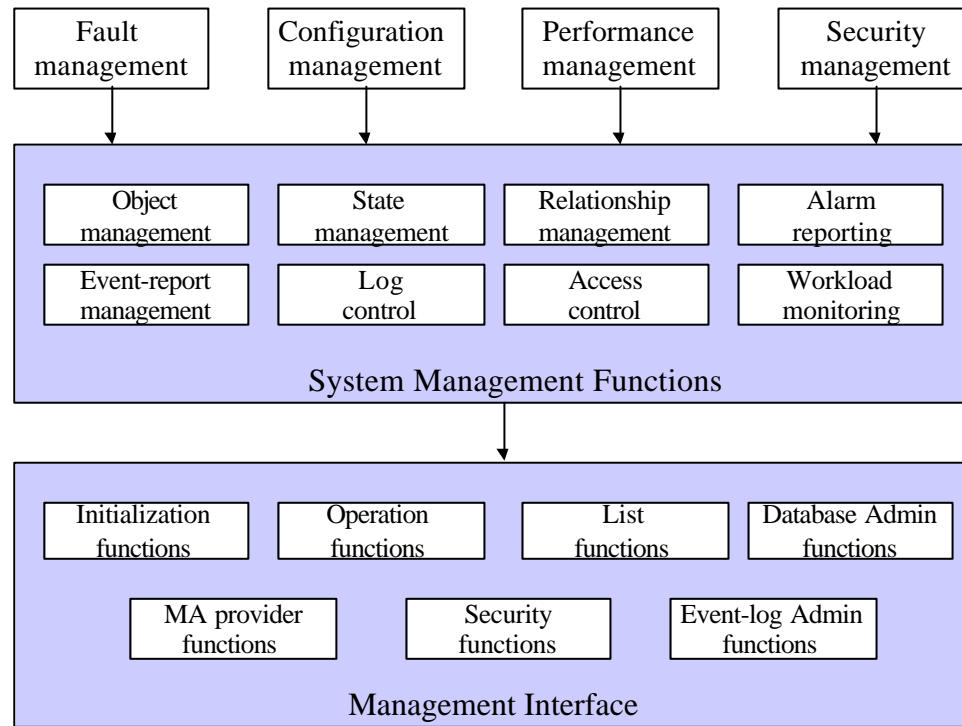 Fault
management
Configuration
management
Performance
management
Security
management
Object
management
State
management
Relationship
management
Alarm
reporting
Event-report
management
Log
control
Access
control
Workload
monitoring
System Management Functions
Initialization
functions
Operation
functions
List
functions
Database Admin
functions
MA provider
functions
Security
functions
Event-log Admin
functions
Management Interface